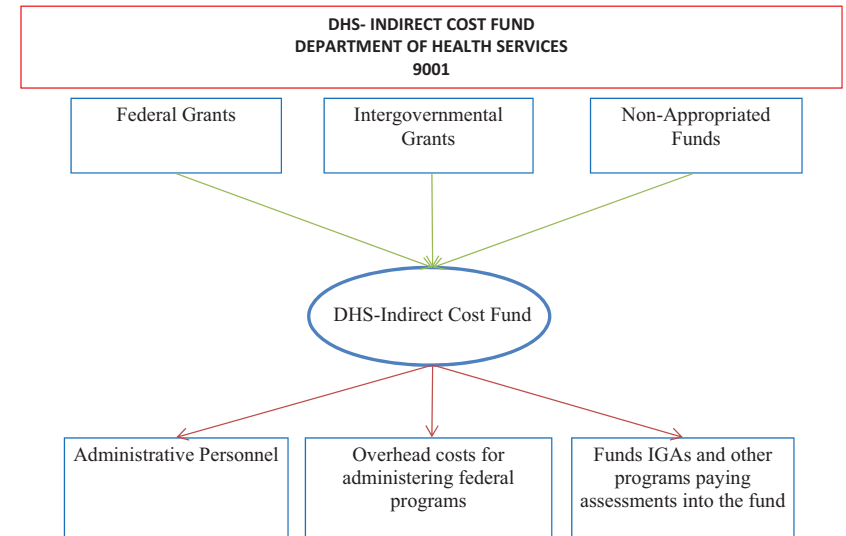 DHS- INDIRECT COST FUND
DEPARTMENT OF HEALTH SERVICES
9001
Federal Grants
Intergovernmental
Grants
Non-Appropriated
Funds
DHS-Indirect Cost Fund
Administrative Personnel
Overhead costs for
administering federal
programs
Funds IGAs and other
programs paying
assessments into the fund